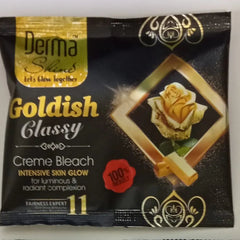 Derma
Shine
Let's Glow Together
Goldish
Classy
Creme Bleach
INTENSIVE SKIN GLOW
for luminous &
radiant complexion
100%
FAIRNESS EXPERT
11